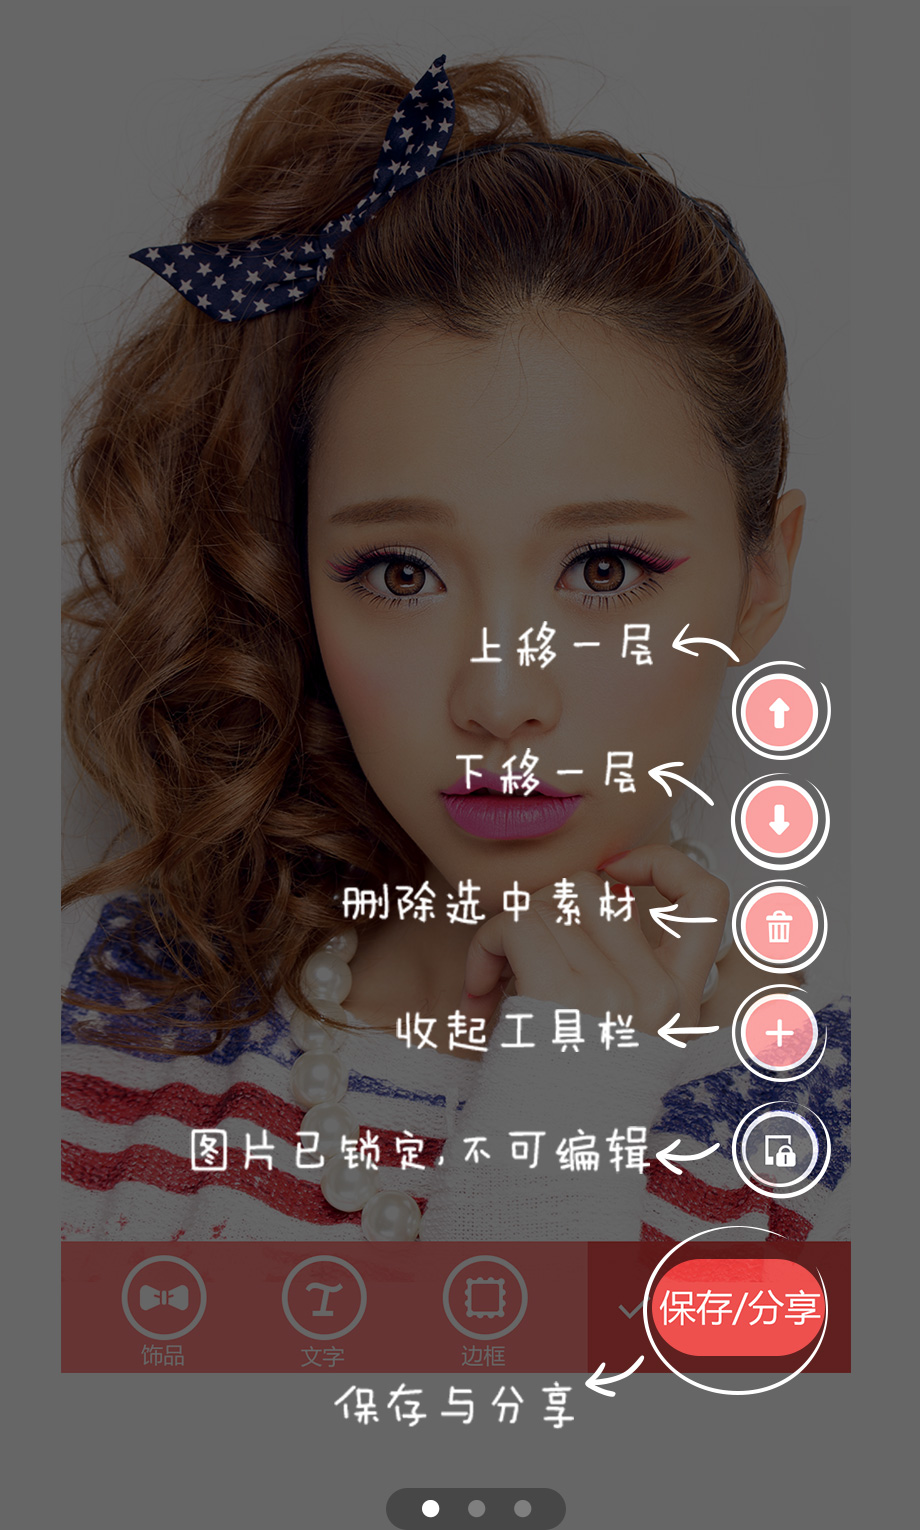 上移一层
下移一层
删除选中素材
收起工具栏
图片已锁定,不可编辑
保存/分享
饰品
文字
边框
保存与分享